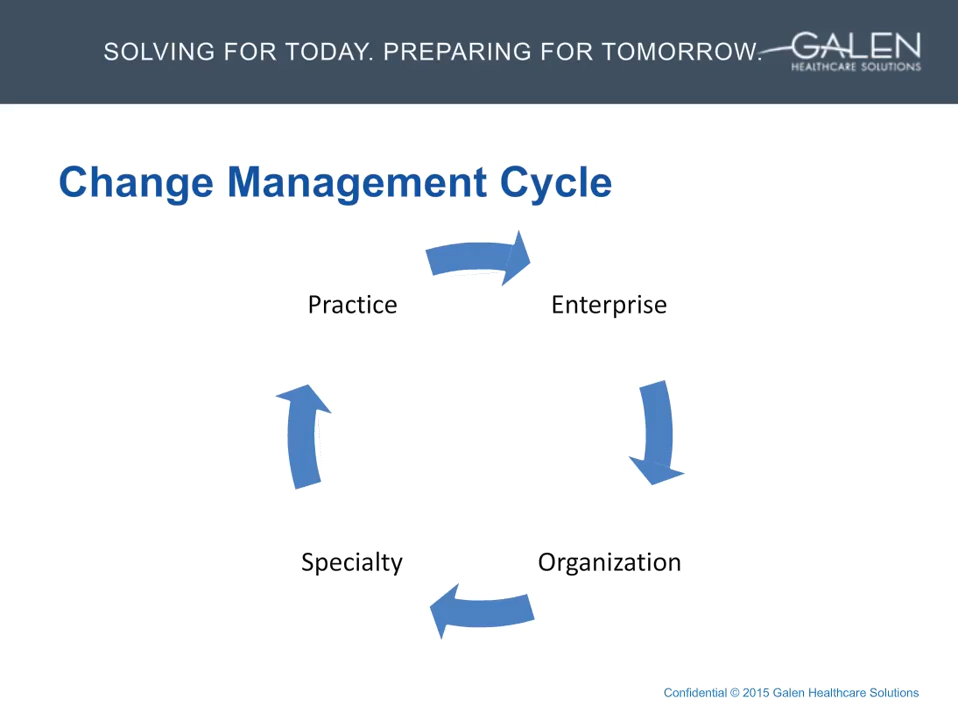 SOLVING FOR TODAY. PREPARING FOR TOMORROW.
GALEN
HEALTHCARE SOLUTIONS
Change Management Cycle
Practice
Enterprise
Specialty
Organization
Confidential © 2015 Galen Healthcare Solutions